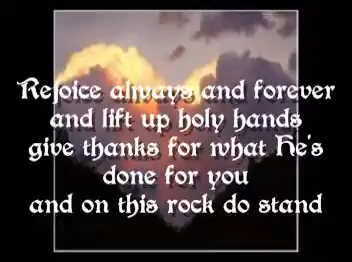 Rejoice always and forever
and lift up holy hands
give thanks for what He's
done for you
and on this rock do stand